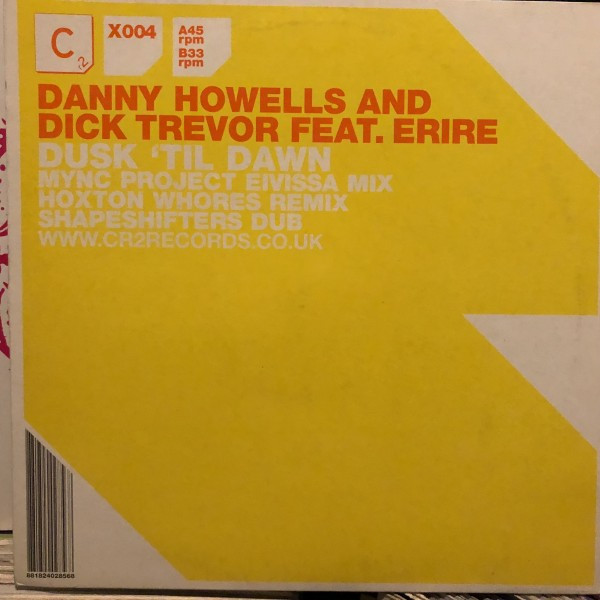 C2
X004
A45
rpm
B33
rpm
DANNY HOWELLS AND
DICK TREVOR FEAT. ERIRE
DUSK 'TIL DAWN
MYNC PROJECT EIVISSA MIX
HOXTON WHORES REMIX
SHAPESHIFTERS DUB
WWW.CR2RECORDS.CO.UK
881824028568